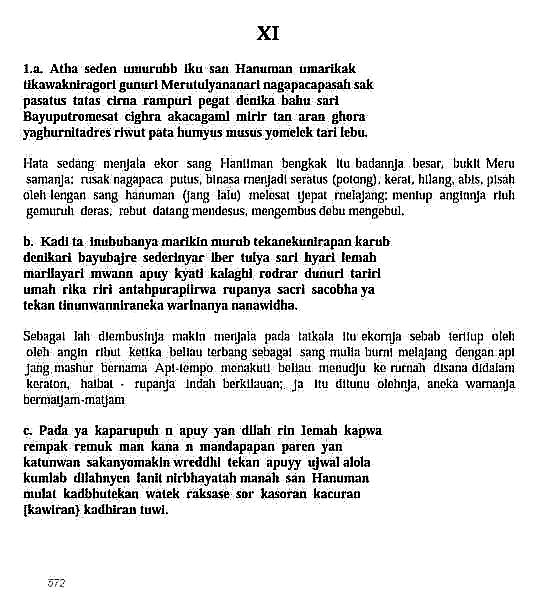 XI
1.a. Atha seden umurubb iku san Hanuman umarikak
tikawakniragori gunuri Merutulyananari nagapacapasah sak
pasatus tatas cirna rampuri pegat denika bahu sari
Bayuputromesat cighra akacagami mirir tan aran ghora
yaghurnitadres riwut pata humyus musus yomelek tari lebu.
Hata sedang menjala ekor sang Haniiman bengkak itu badannja besar, bukit Meru
samanja: rusak nagapaca putus, binasa menjadi seratus (potong), kerat, hilang, abis, pisah
oleh lengan sang hanuman (jang lalu) melesat tjepat melajang: meniup anginnja riuh
gemuruh deras, rebut datang mendesus, mengembus debu mengebul.
b. Kadi ta inububanya marikin murub tekanekunirapan karub
denikari bayubajre sederinyar iber tulya sari hyari lemah
marilayari mwann apuy kyati kalaghi rodrar dunuri tariri
umah rika riri antahpurapiirwa rupanya sacri sacobha ya
tekan tinunwanniraneka warinanya nanawidha.
Sebagai lah diembusinja makin menjala pada tatkala itu ekornja sebab tertiup oleh
oleh angin ribut ketika beliau terbang sebagai sang mulia bumi melajang dengan api
jang mashur bernama Api-tempo menakuti beliau menudju ke rumah disana didalam
keraton, haibat - rupanja indah berkilauan; ja itu ditunu olehnja, aneka warnanja
bermatjam-matjam
c. Pada ya kaparupuh n apuy yan dilah rin lemah kapwa
rempak remuk man kana n mandapapan paren yan
katunwan sakanyomakin wreddhi tekan apuyy ujwal alola
kumlab dilahnyen lanit nirbhayatah manah san Hanuman
mulat kadbhutekan watek raksase sor kasoran kacuran
{kawiran} kadhiran tuwi.
572